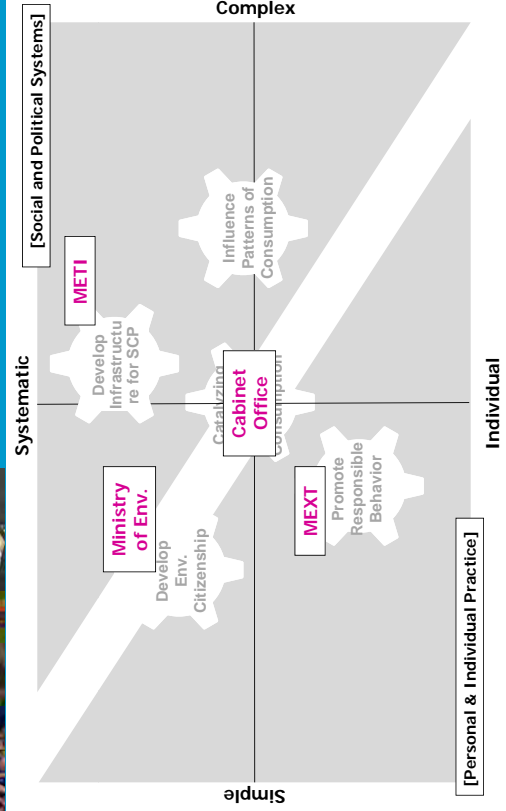 Systematic
[Social and Political Systems]
METI
Ministry
of Env.
Develop
Infrastructu
re for SCP
Develop
Env.
Citizenship
Catalyzing
Cabinet
Office
Consumption
Influence
Patterns of
Consumption
Simple
Complex
MEXT
Promote
Responsible
Behavior
[Personal & Individual Practice]
Individual